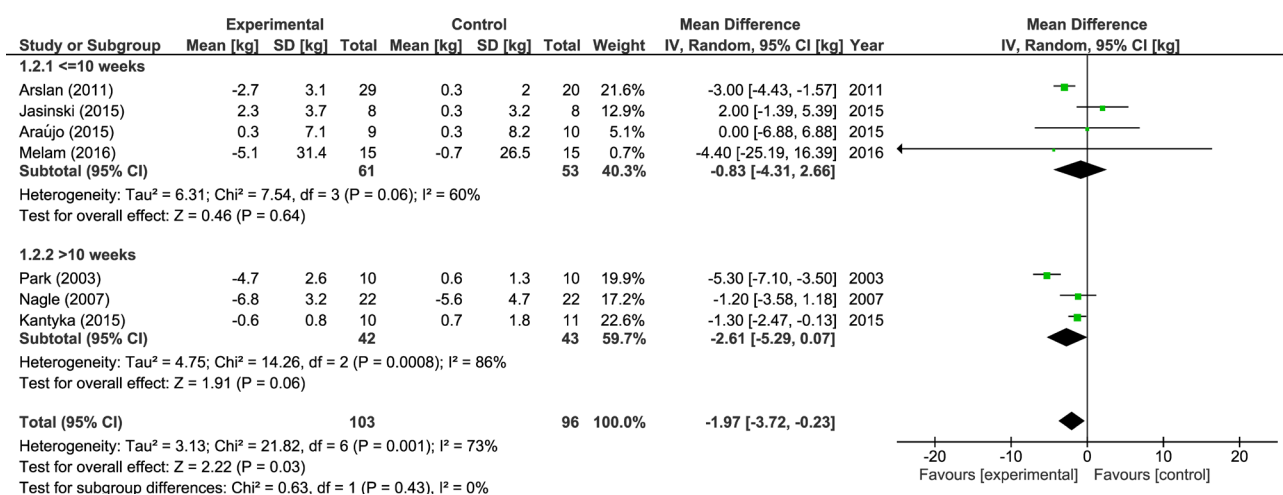 Experimental Control Mean Difference Mean Difference
Study or Subgroup Mean [kg] SD [kg] Total Mean [kg] SD [kg] Total Weight IV, Random, 95% CI [kg] Year IV, Random, 95% CI [kg]
1.2.1 <=10 weeks
Arslan (2011) -2.7 3.1 29 0.3 2 20 21.6% -3.00 [-4.43, -1.57] 2011
Jasinski (2015) 2.3 3.7 8 0.3 3.2 8 12.9% 2.00 [-1.39, 5.39] 2015
Araújo (2015) 0.3 7.1 9 0.3 8.2 10 5.1% 0.00 [-6.88, 6.88] 2015
Melam (2016) -5.1 31.4 15 -0.7 26.5 15 0.7% -4.40 [-25.19, 16.39] 2016
Subtotal (95% CI) 61 53 40.3% -0.83 [-4.31, 2.66]
Heterogeneity: Tau² = 6.31; Chi² = 7.54, df = 3 (P = 0.06); I² = 60%
Test for overall effect: Z = 0.46 (P = 0.64)
1.2.2 >10 weeks
Park (2003) -4.7 2.6 10 0.6 1.3 10 19.9% -5.30 [-7.10, -3.50] 2003
Nagle (2007) -6.8 3.2 22 -5.6 4.7 22 17.2% -1.20 [-3.58, 1.18] 2007
Kantyka (2015) -0.6 0.8 10 0.7 1.8 11 22.6% -1.30 [-2.47, -0.13] 2015
Subtotal (95% CI) 42 43 59.7% -2.61 [-5.29, 0.07]
Heterogeneity: Tau² = 4.75; Chi² = 14.26, df = 2 (P = 0.0008); I² = 86%
Test for overall effect: Z = 1.91 (P = 0.06)
Total (95% CI) 103 96 100.0% -1.97 [-3.72, -0.23]
Heterogeneity: Tau² = 3.13; Chi² = 21.82, df = 6 (P = 0.001); I² = 73%
Test for overall effect: Z = 2.22 (P = 0.03)
Test for subgroup differences: Chi² = 0.63, df = 1 (P = 0.43), I² = 0%
-20 -10 0 10 20
Favours [experimental] Favours [control]